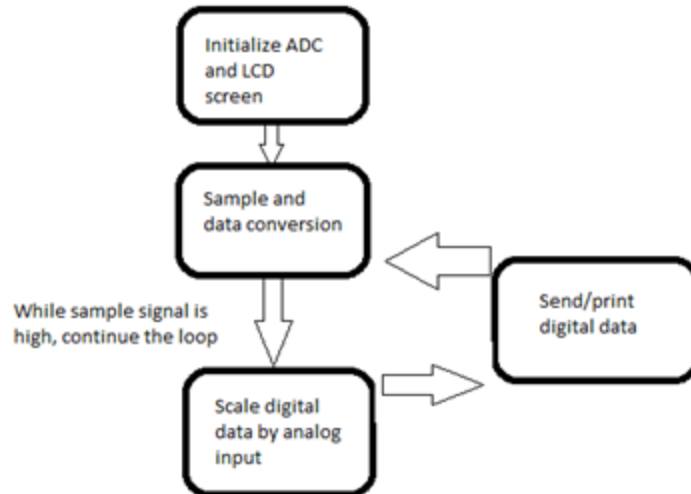 Initialize ADC
and LCD
screen
Sample and
data conversion
While sample signal is
high, continue the loop
Send/print
digital data
Scale digital
data by analog
input